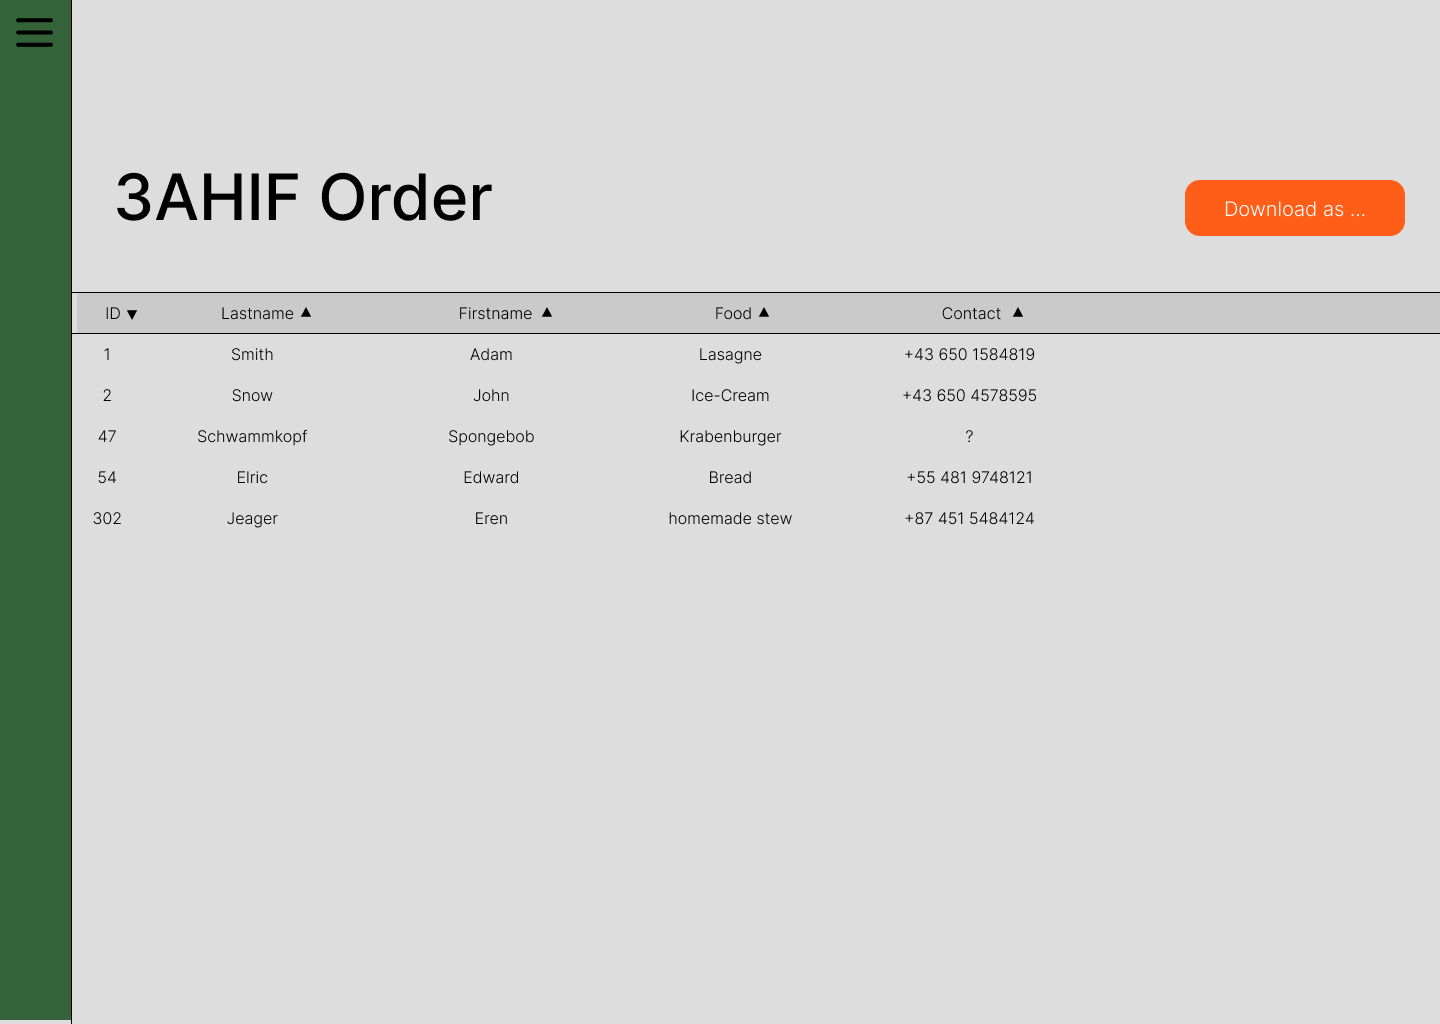 3AHIF Order
Download as ...
ID ▼ Lastname ▲ Firstname ▲ Food ▲ Contact ▲
1 Smith Adam Lasagne +43 650 1584819
2 Snow John Ice-Cream +43 650 4578595
47 Schwammkopf Spongebob Krabenburger ?
54 Elric Edward Bread +55 481 9748121
302 Jeager Eren homemade stew +87 451 5484124